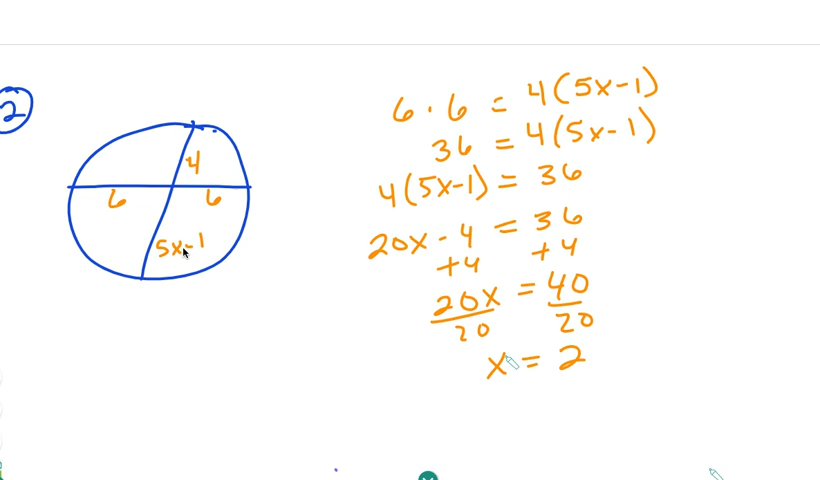 2
4
6 6
5x-1
6 · 6 = 4(5x-1)
36 = 4(5x-1)
4(5x-1) = 36
20x - 4 = 36
+4 +4
20x = 40
20 20
x = 2